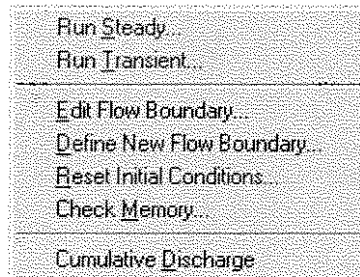 Run Steady...
Run Transient...
Edit Flow Boundary...
Define New Flow Boundary...
Reset Initial Conditions...
Check Memory...
Cumulative Discharge